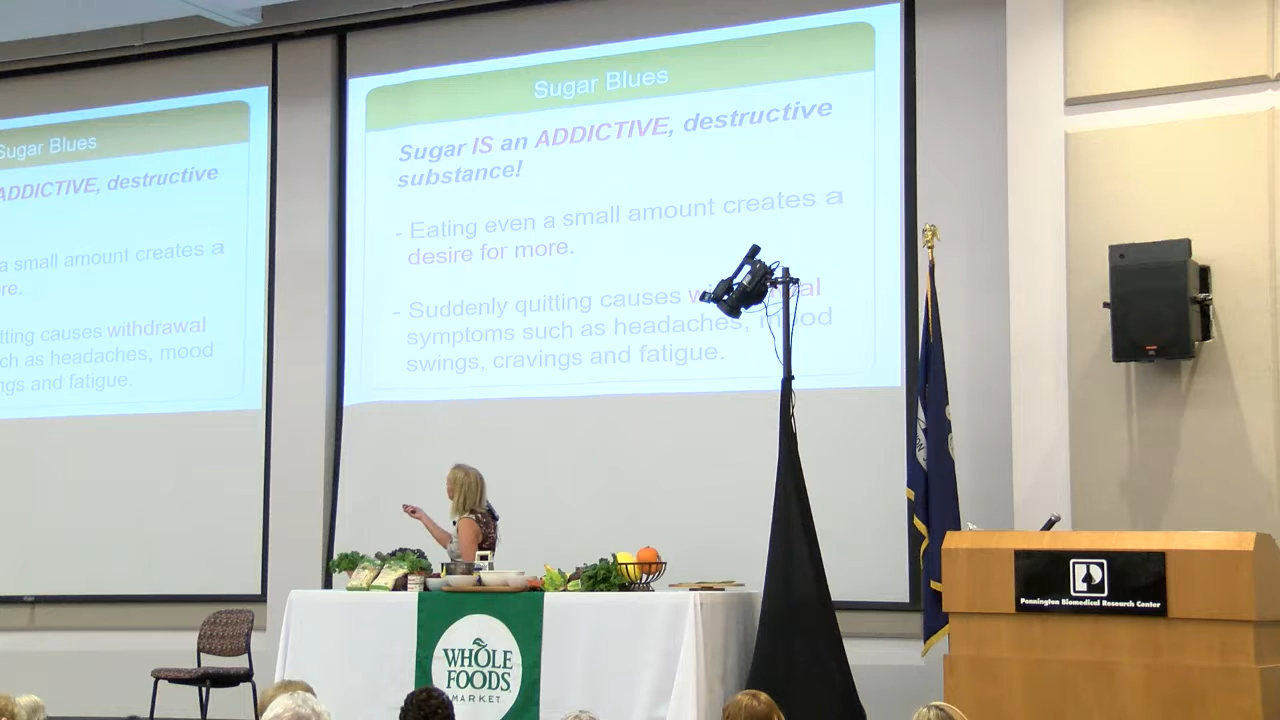 Sugar Blues
ADDICTIVE, destructive
a small amount creates a
re.
tting causes withdrawal
ch as headaches, mood
ngs and fatigue.
Sugar Blues
Sugar IS an ADDICTIVE, destructive
substance!
- Eating even a small amount creates a
desire for more.
- Suddenly quitting causes withdrawal
symptoms such as headaches, mood
swings, cravings and fatigue.
WHOLE
FOODS
MARKET
Pennington Biomedical Research Center